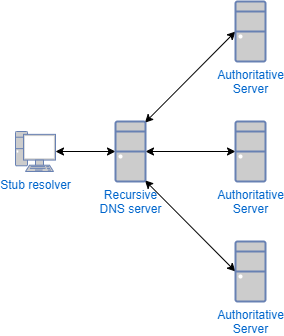 Authoritative
Server
Stub resolver
Recursive
DNS server
Authoritative
Server
Authoritative
Server